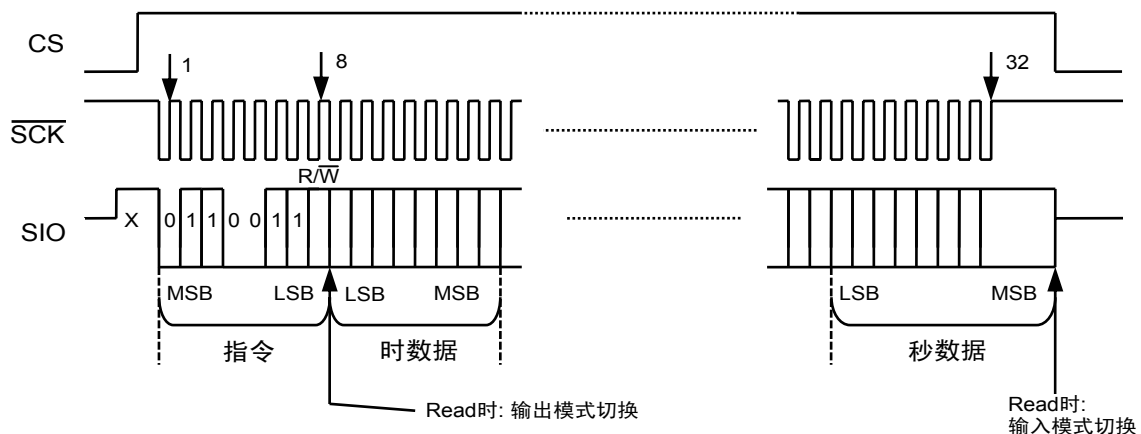 CS
1
8
32
SCK
R/W
SIO
X 0 1 1 0 0 1 1
MSB LSB LSB MSB LSB MSB
指令 时数据 秒数据
Read时: 输出模式切换
Read时:
输入模式切换